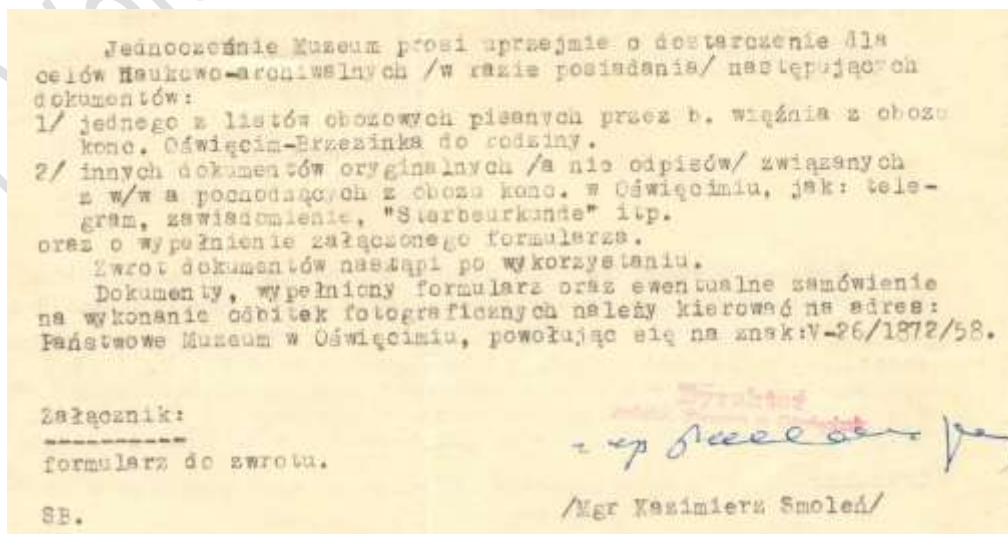 Jednocześnie Muzeum prosi uprzejmie o dostarczenie dla
celów Naukowo-archiwalnych /w razie posiadania/ następujących
dokumentów:
1/ jednego z listów obozowych pisanych przez b. więźnia z obozu
konc. Oświęcim-Brzezinka do rodziny.
2/ innych dokumentów oryginalnych /a nie odpisów/ związanych
z w/w a pochodzących z obozu konc. w Oświęcimiu, jak: tele-
gram, zawiadomienie, "Sterbeurkunde" itp.
oraz o wypełnienie załączonego formularza.
Zwrot dokumentów nastąpi po wykorzystaniu.
Dokumenty, wypełniony formularz oraz ewentualne zamówienie
na wykonanie odbitek fotograficznych należy kierować na adres:
Państwowe Muzeum w Oświęcimiu, powołując się na znak:V-26/1872/58.
Załącznik:
formularz do zwrotu.
Dyrektor
/Mgr Kazimierz Smoleń/
SB.